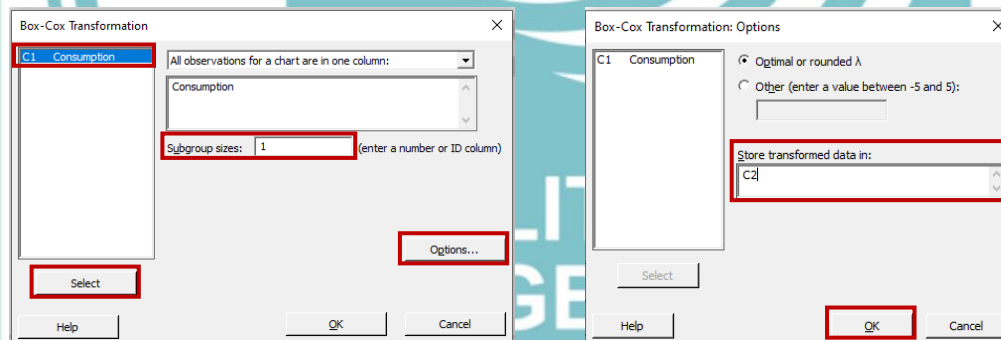 Box-Cox Transformation
C1 Consumption
All observations for a chart are in one column:
Consumption
Subgroup sizes: 1 (enter a number or ID column)
Options...
Select
Help
OK
Cancel
Box-Cox Transformation: Options
C1 Consumption
Optimal or rounded λ
Other (enter a value between -5 and 5):
Store transformed data in:
C2
Select
Help
OK
Cancel